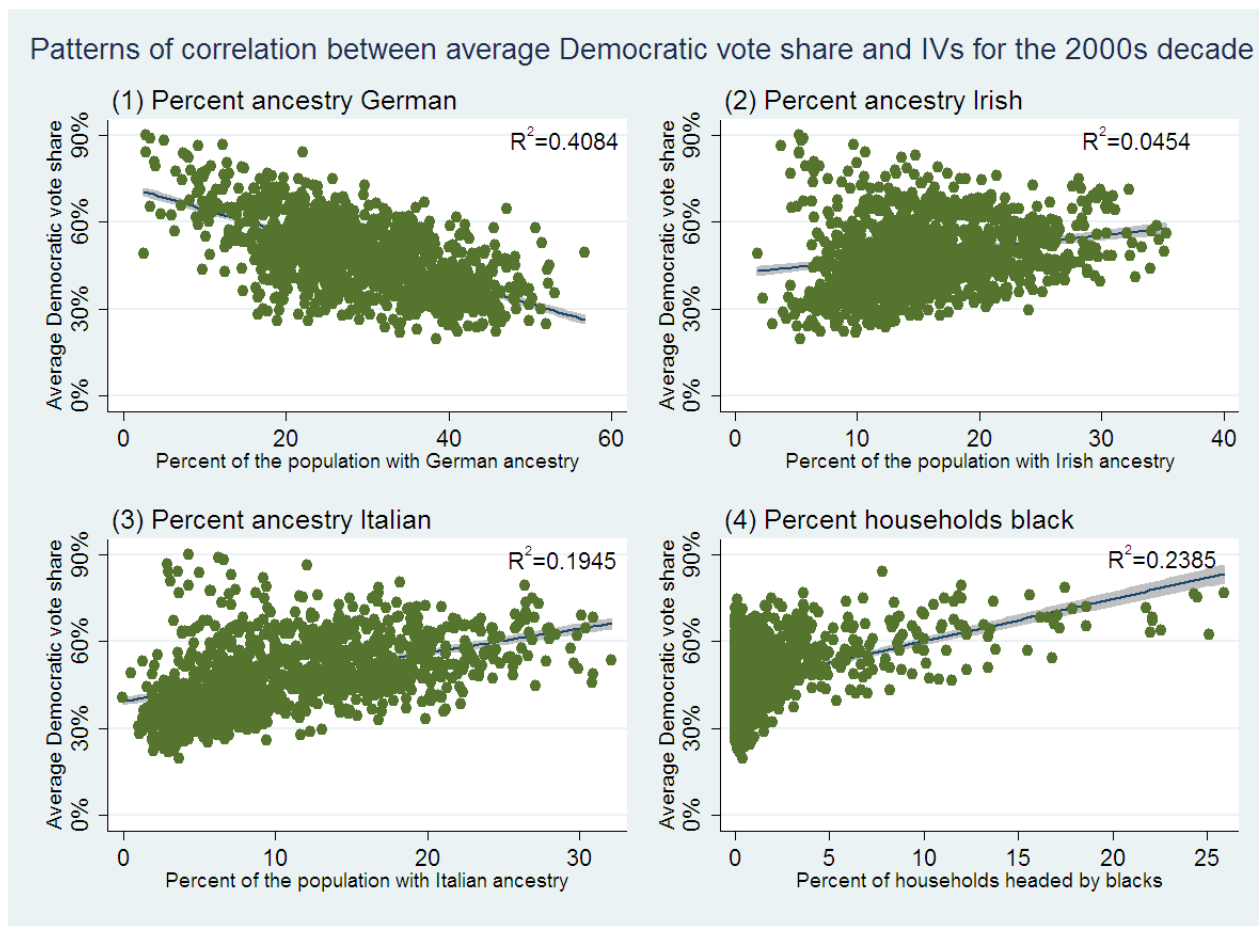 Patterns of correlation between average Democratic vote share and IVs for the 2000s decade
(1) Percent ancestry German
R²=0.4084
Average Democratic vote share
90%
60%
30%
0%
0 20 40 60
Percent of the population with German ancestry
(2) Percent ancestry Irish
R²=0.0454
Average Democratic vote share
90%
60%
30%
0%
0 10 20 30 40
Percent of the population with Irish ancestry
(3) Percent ancestry Italian
R²=0.1945
Average Democratic vote share
90%
60%
30%
0%
0 10 20 30
Percent of the population with Italian ancestry
(4) Percent households black
R²=0.2385
Average Democratic vote share
90%
60%
30%
0%
0 5 10 15 20 25
Percent of households headed by blacks